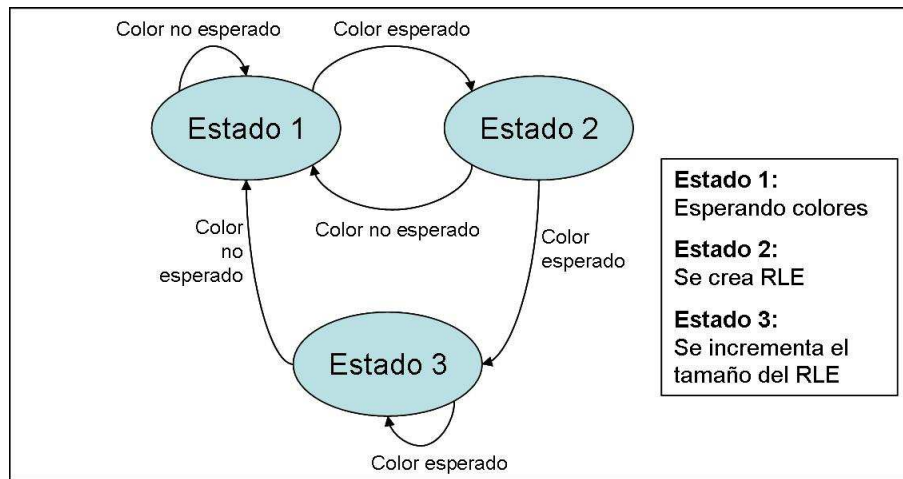 Color no esperado
Color esperado
Estado 1
Estado 2
Color no esperado
Color
no
esperado
Color
esperado
Estado 3
Color esperado
Estado 1:
Esperando colores
Estado 2:
Se crea RLE
Estado 3:
Se incrementa el
tamaño del RLE